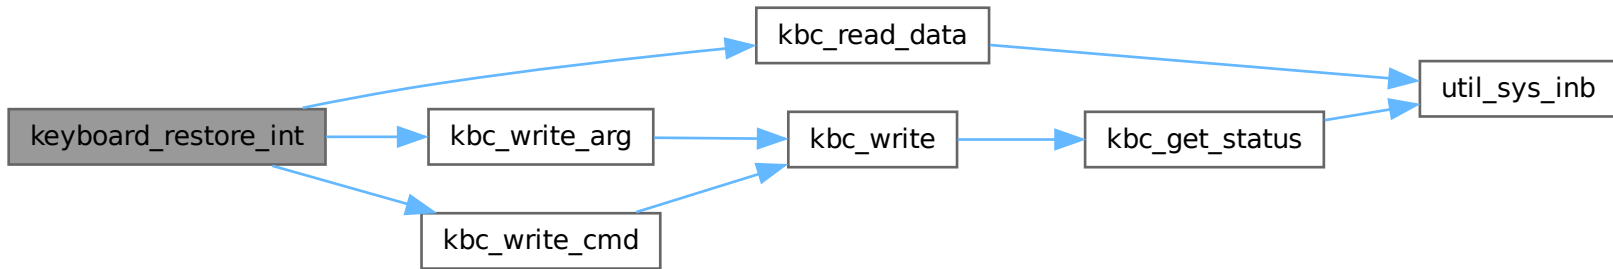 keyboard_restore_int
kbc_read_data
kbc_write_arg
kbc_write_cmd
kbc_write
kbc_get_status
util_sys_inb